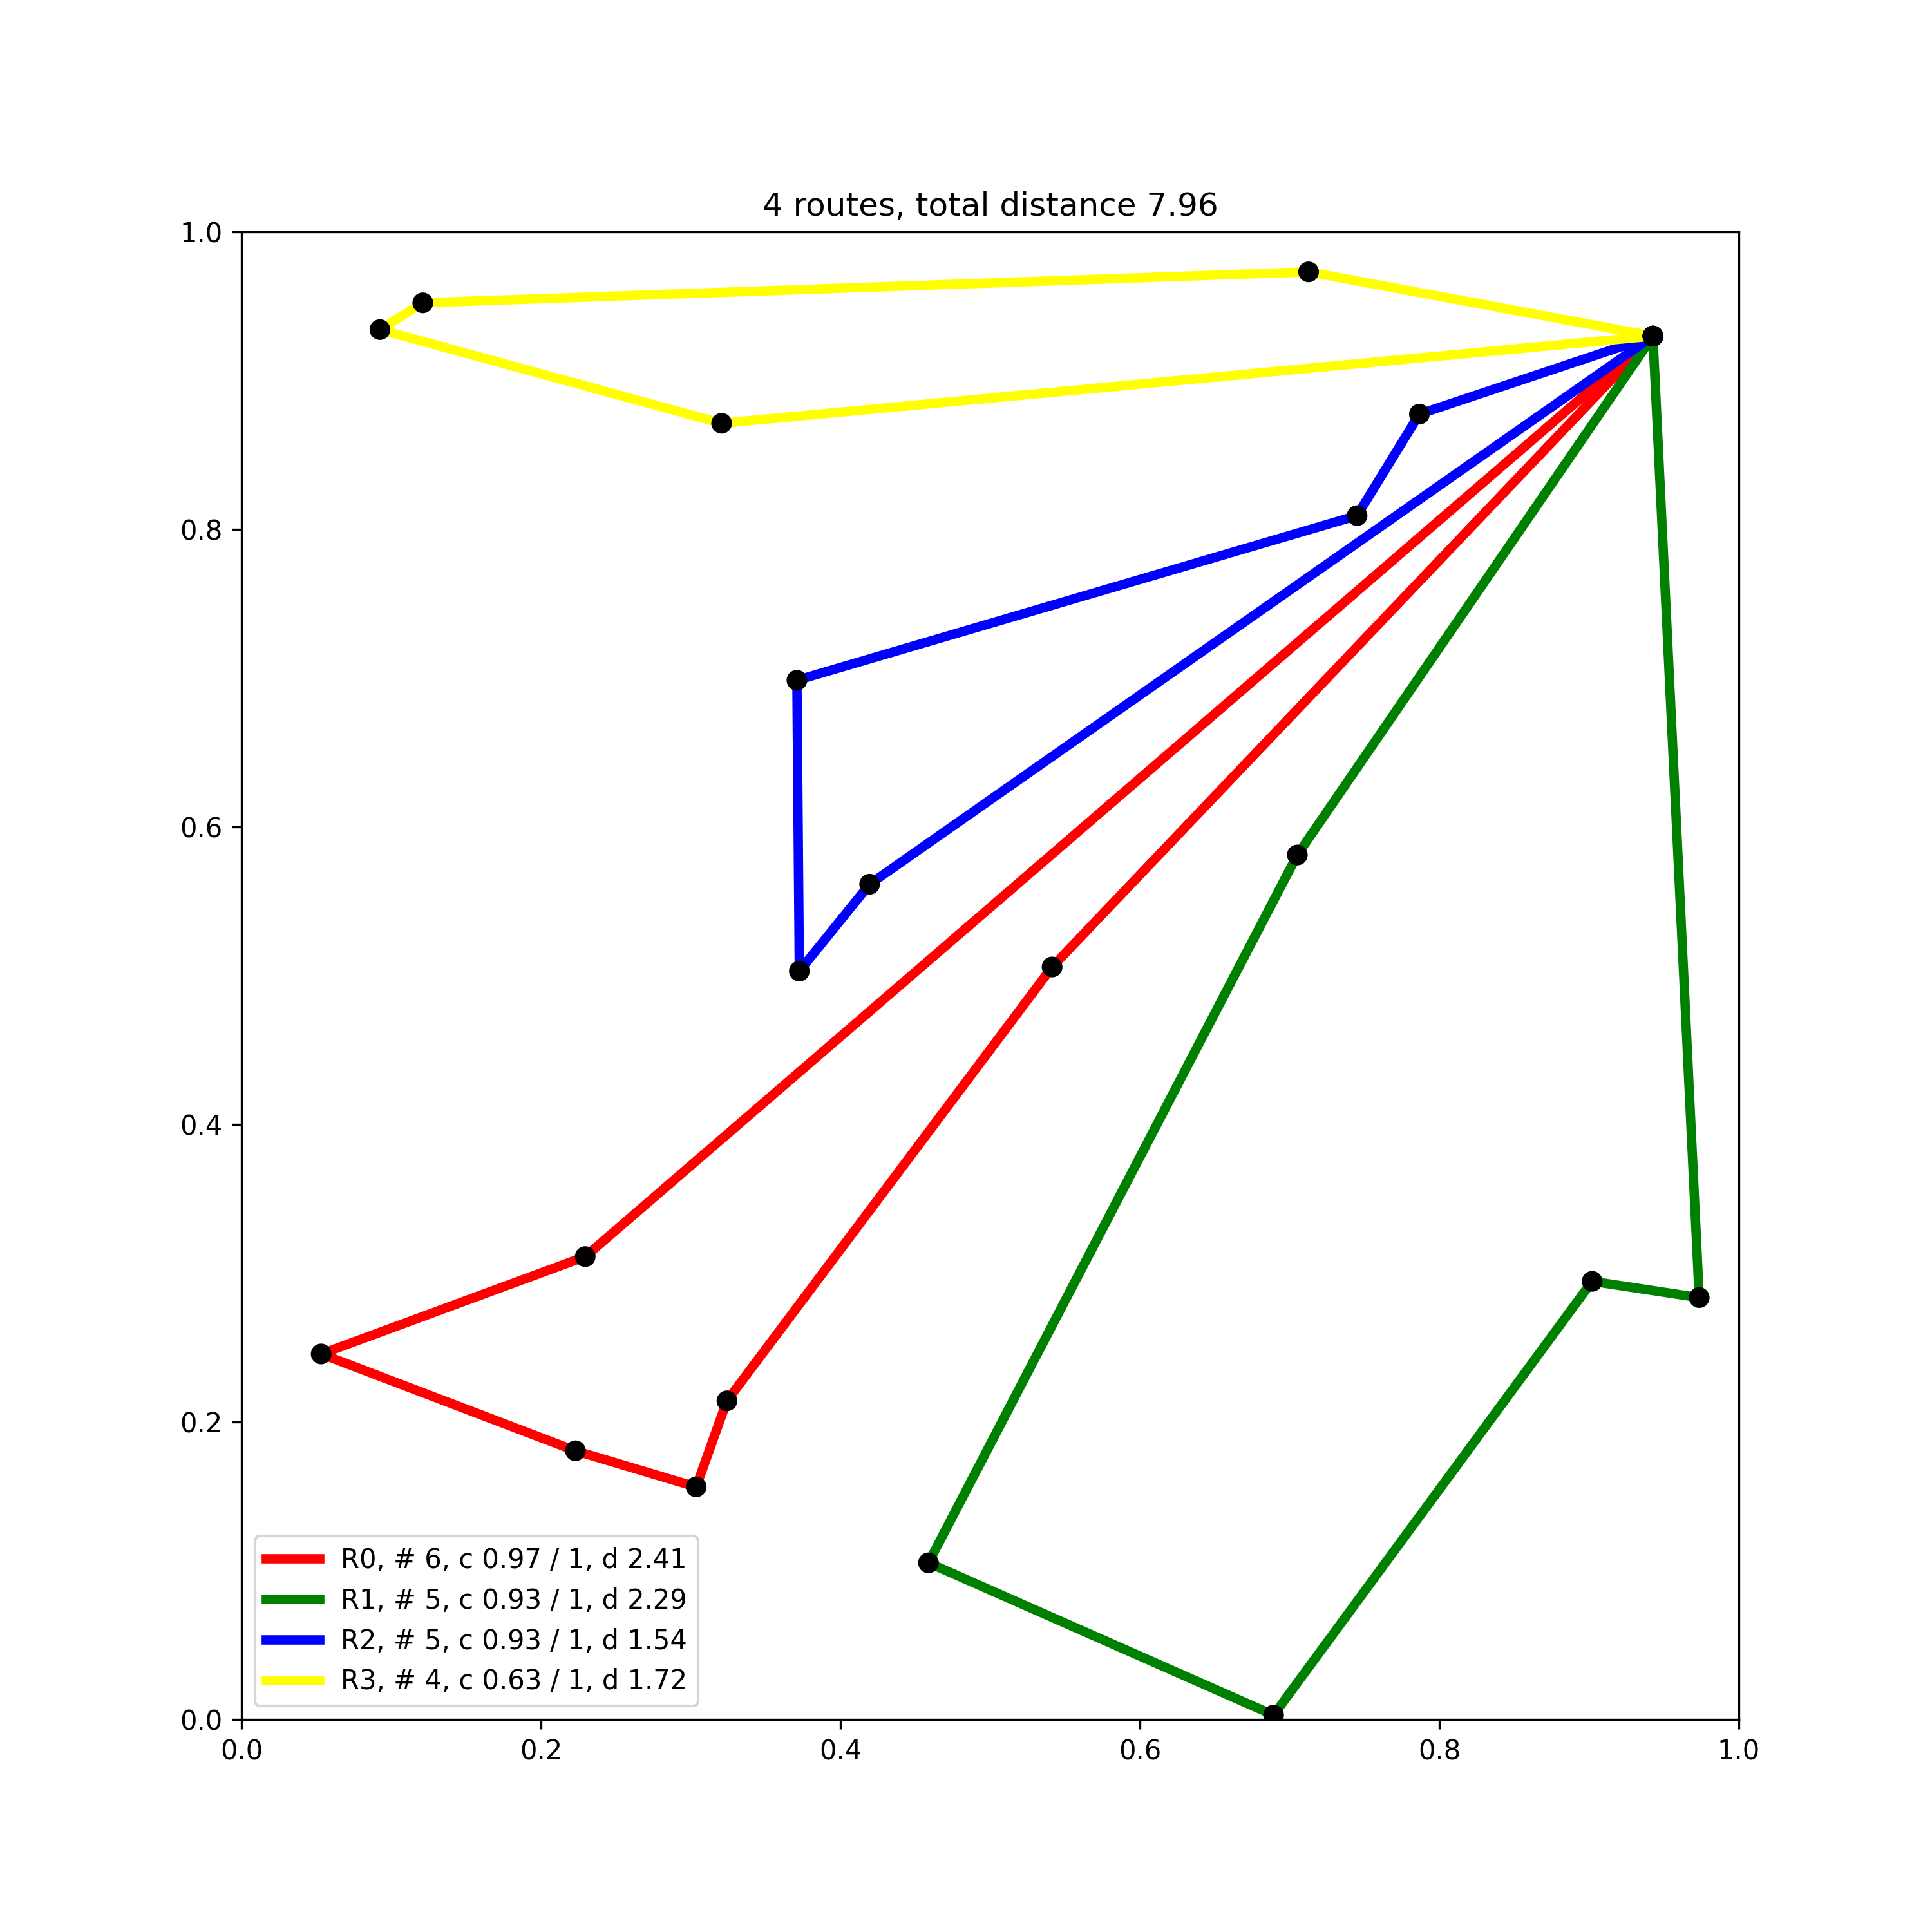 4 routes, total distance 7.96
1.0
0.8
0.6
0.4
0.2
0.0
R0, # 6, c 0.97 / 1, d 2.41
R1, # 5, c 0.93 / 1, d 2.29
R2, # 5, c 0.93 / 1, d 1.54
R3, # 4, c 0.63 / 1, d 1.72
0.0 0.2 0.4 0.6 0.8 1.0